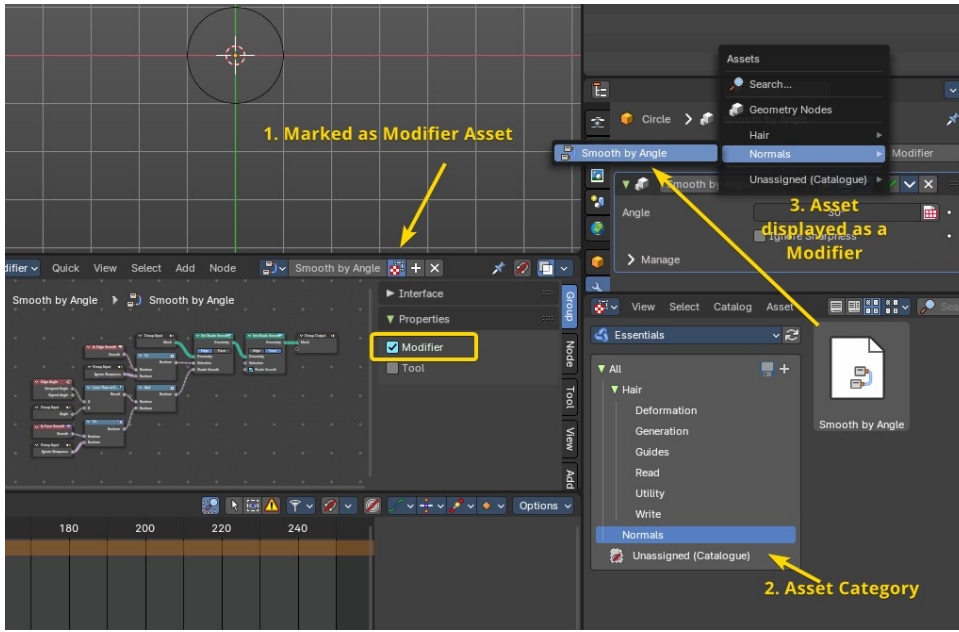 Assets
Search...
Geometry Nodes
Circle
Hair
1. Marked as Modifier Asset
Smooth by Angle
Normals
Modifier
Unassigned (Catalogue)
Smooth by
Angle
30
3. Asset
displayed as a
Modifier
Ignore Sharpness
Manage
Quick View Select Add Node
Smooth by Angle
Smooth by Angle
Smooth by Angle
Interface
Properties
Modifier
Tool
Group
Node
Tool
View
Add
View Select Catalog Asset
Essentials
All
Hair
Deformation
Generation
Guides
Read
Utility
Write
Normals
Unassigned (Catalogue)
Smooth by Angle
2. Asset Category
Options
180 200 220 240